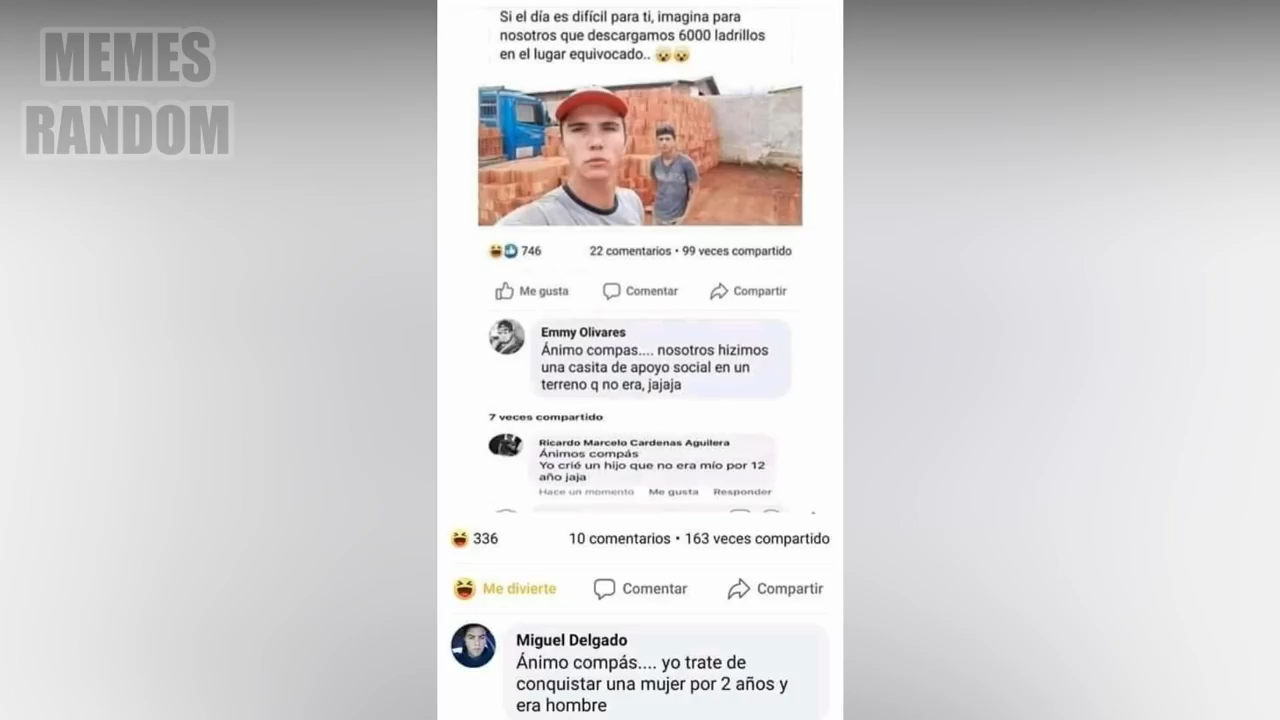 MEMES
RANDOM
Si el día es difícil para ti, imagina para
nosotros que descargamos 6000 ladrillos
en el lugar equivocado.. 😯😯
746
22 comentarios • 99 veces compartido
Me gusta
Comentar
Compartir
Emmy Olivares
Ánimo compas.... nosotros hizimos
una casita de apoyo social en un
terreno q no era, jajaja
7 veces compartido
Ricardo Marcelo Cardenas Aguilera
Ánimos compás
Yo crié un hijo que no era mío por 12
año jaja
Hace un momento Me gusta Responder
336
10 comentarios • 163 veces compartido
Me divierte
Comentar
Compartir
Miguel Delgado
Ánimo compás.... yo trate de
conquistar una mujer por 2 años y
era hombre